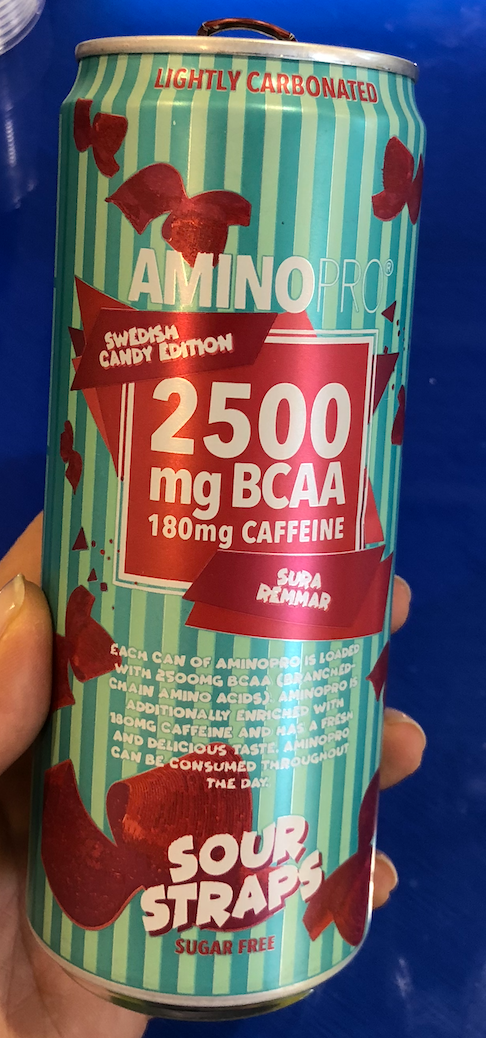 LIGHTLY CARBONATED
AMINOPRO®
SWEDISH
CANDY EDITION
2500
mg BCAA
180mg CAFFEINE
SURA
REMMAR
EACH CAN OF AMINOPRO IS LOADED
WITH 2500MG BCAA (BRANCHED-
CHAIN AMINO ACIDS). AMINOPRO IS
ADDITIONALLY ENRICHED WITH
180MG CAFFEINE AND HAS A FRESH
AND DELICIOUS TASTE. AMINOPRO
CAN BE CONSUMED THROUGHOUT
THE DAY.
SOUR
STRAPS
SUGAR FREE